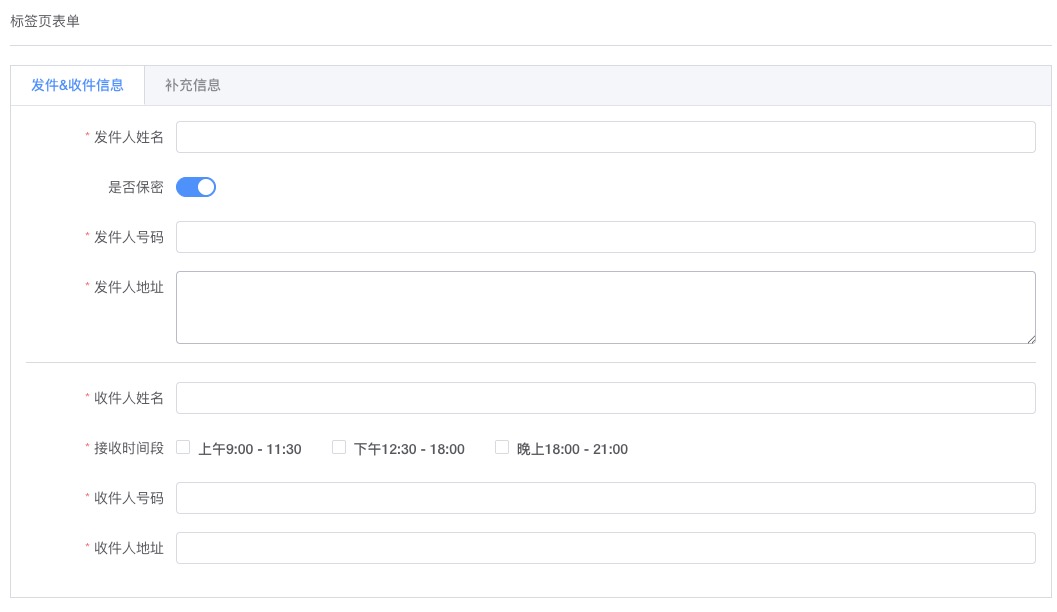 标签页表单
发件&收件信息 补充信息
* 发件人姓名
是否保密
* 发件人号码
* 发件人地址
* 收件人姓名
* 接收时间段 上午9:00 - 11:30 下午12:30 - 18:00 晚上18:00 - 21:00
* 收件人号码
* 收件人地址